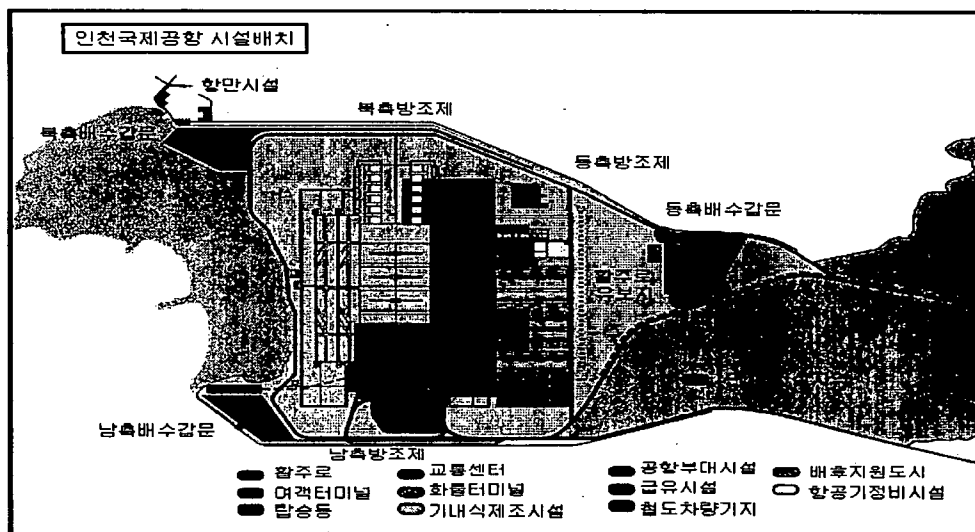 인천국제공항 시설배치
항만시설
북측방조제
북측배수갑문
동측방조제
동측배수갑문
남측배수갑문
남측방조제
활주로
교통센터
공항부대시설
배후지원도시
여객터미널
화물터미널
급유시설
항공기정비시설
탑승동
기내식제조시설
철도차량기지